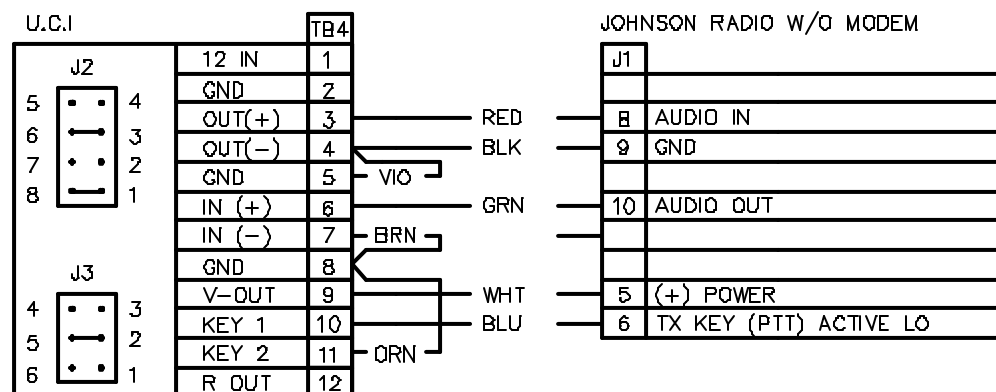 U.C.I TB4 JOHNSON RADIO W/O MODEM
J2 12 IN 1 J1
GND 2
5 4 OUT(+) 3 RED 8 AUDIO IN
6 3 OUT(-) 4 BLK 9 GND
7 2 GND 5 VIO
8 1 IN (+) 6 GRN 10 AUDIO OUT
IN (-) 7 BRN
J3 GND 8
4 3 V-OUT 9 WHT 5 (+) POWER
5 2 KEY 1 10 BLU 6 TX KEY (PTT) ACTIVE LO
KEY 2 11 ORN
6 1 R OUT 12